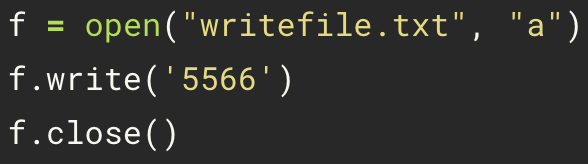 f = open("writefile.txt", "a")
f.write('5566')
f.close()